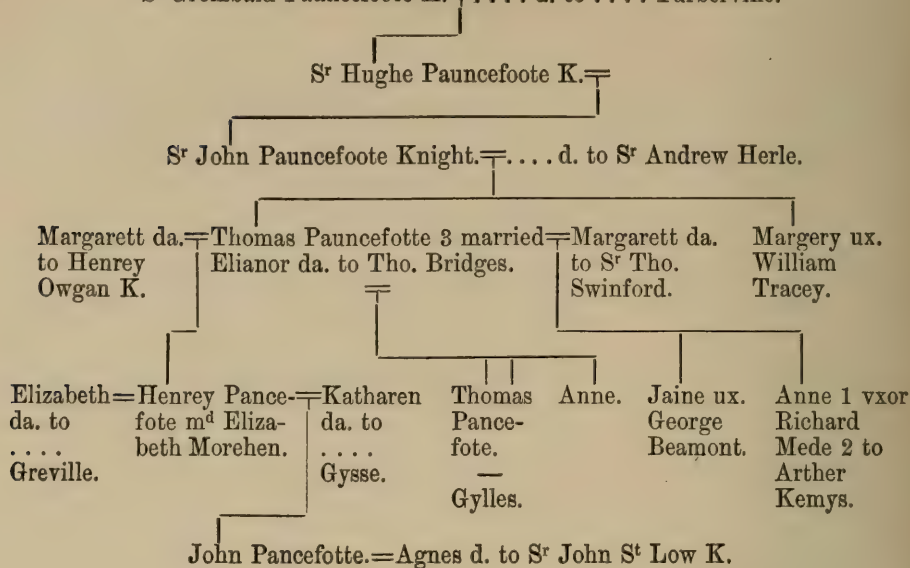 Pauncefoote K. .... d. to ....
Sr Hughe Pauncefoote K.
Sr John Pauncefoote Knight.
.... d. to Sr Andrew Herle.
Margarett da.
to Henrey
Owgan K.
Thomas Pauncefotte 3 married
Elianor da. to Tho. Bridges.
Margarett da.
to Sr Tho.
Swinford.
Margery ux.
William
Tracey.
Elizabeth
da. to
....
Greville.
Henrey Pance-
fote md Eliza-
beth Morehen.
Katharen
da. to
....
Gysse.
Thomas
Pance-
fote.
—
Gylles.
Anne.
Jaine ux.
George
Beamont.
Anne 1 vxor
Richard
Mede 2 to
Arther
Kemys.
John Pancefotte.=Agnes d. to Sr John St Low K.